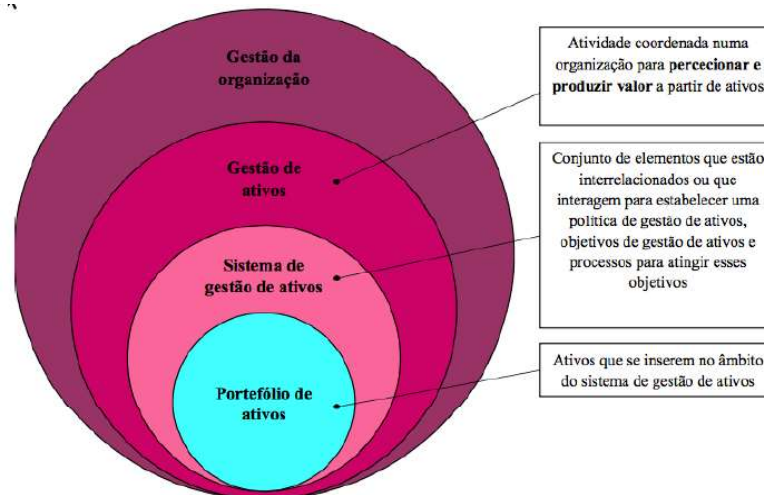 Gestão da
organização
Gestão de
ativos
Sistema de
gestão de ativos
Portefólio de
ativos
Atividade coordenada numa
organização para percecionar e
produzir valor a partir de ativos
Conjunto de elementos que estão
interrelacionados ou que
interagem para estabelecer uma
política de gestão de ativos,
objetivos de gestão de ativos e
processos para atingir esses
objetivos
Ativos que se inserem no âmbito
do sistema de gestão de ativos